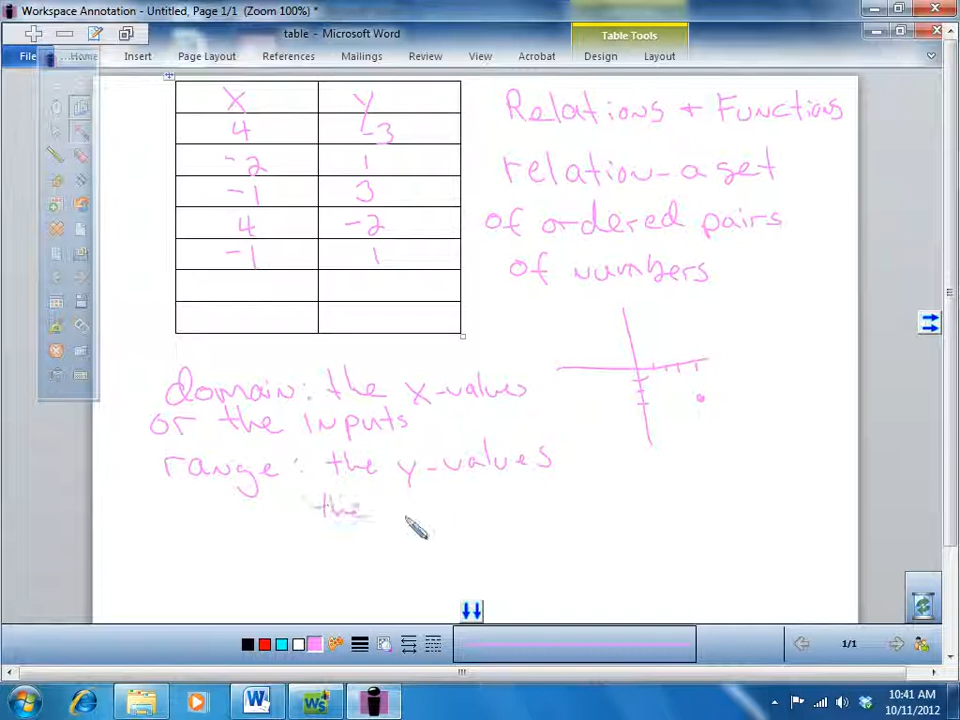 Workspace Annotation - Untitled, Page 1/1 (Zoom 100%) *
table - Microsoft Word
Table Tools
File Home Insert Page Layout References Mailings Review View Acrobat Design Layout
X Y
4 -3
-2 1
-1 3
4 -2
-1 1
Relations + Functions
relation - a set
of ordered pairs
of numbers
domain: the x-values
or the inputs
range: the y-values
the
1/1
10:41 AM
10/11/2012